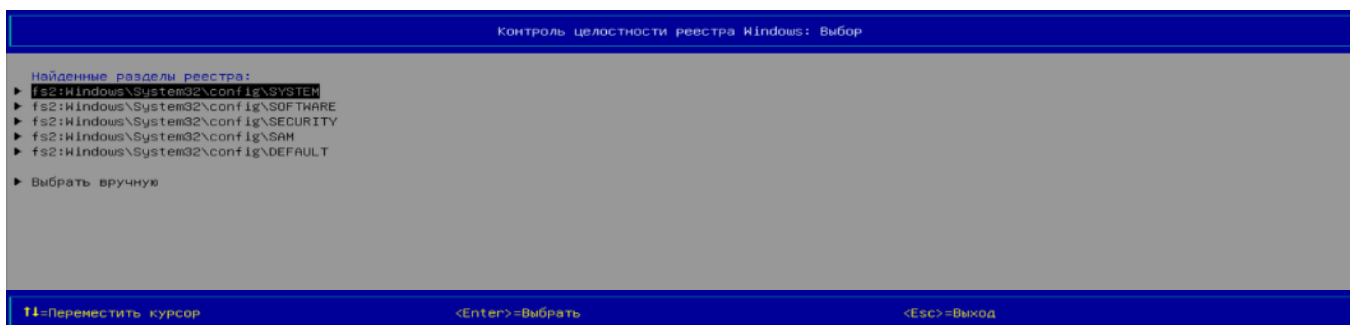 Контроль целостности реестра Windows: Выбор
Найденные разделы реестра:
► fs2:Windows\System32\config\SYSTEM
► fs2:Windows\System32\config\SOFTWARE
► fs2:Windows\System32\config\SECURITY
► fs2:Windows\System32\config\SAM
► fs2:Windows\System32\config\DEFAULT
► Выбрать вручную
↑↓=Переместить курсор <Enter>=Выбрать <Esc>=Выход